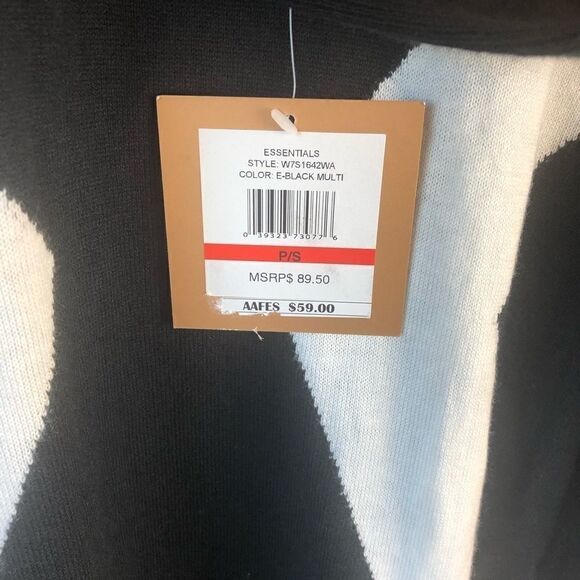 ESSENTIALS
STYLE: W7S1642WA
COLOR: E-BLACK MULTI
0 39323 73077 6
P/S
MSRP$ 89.50
AAFES $59.00